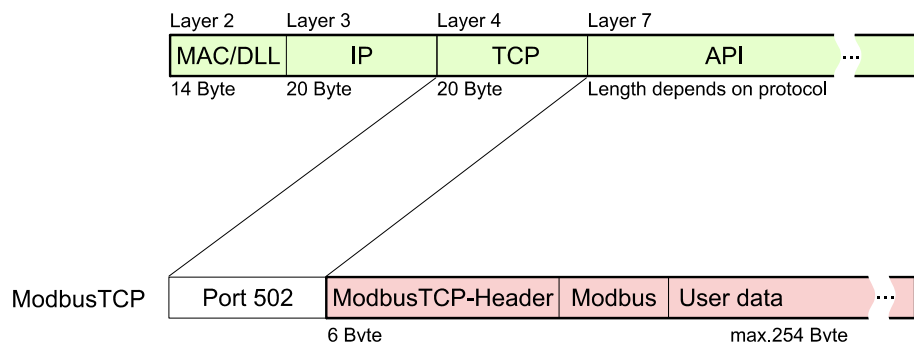 Layer 2 Layer 3 Layer 4 Layer 7
MAC/DLL IP TCP API ...
14 Byte 20 Byte 20 Byte Length depends on protocol
ModbusTCP Port 502 ModbusTCP-Header Modbus User data ...
6 Byte max.254 Byte